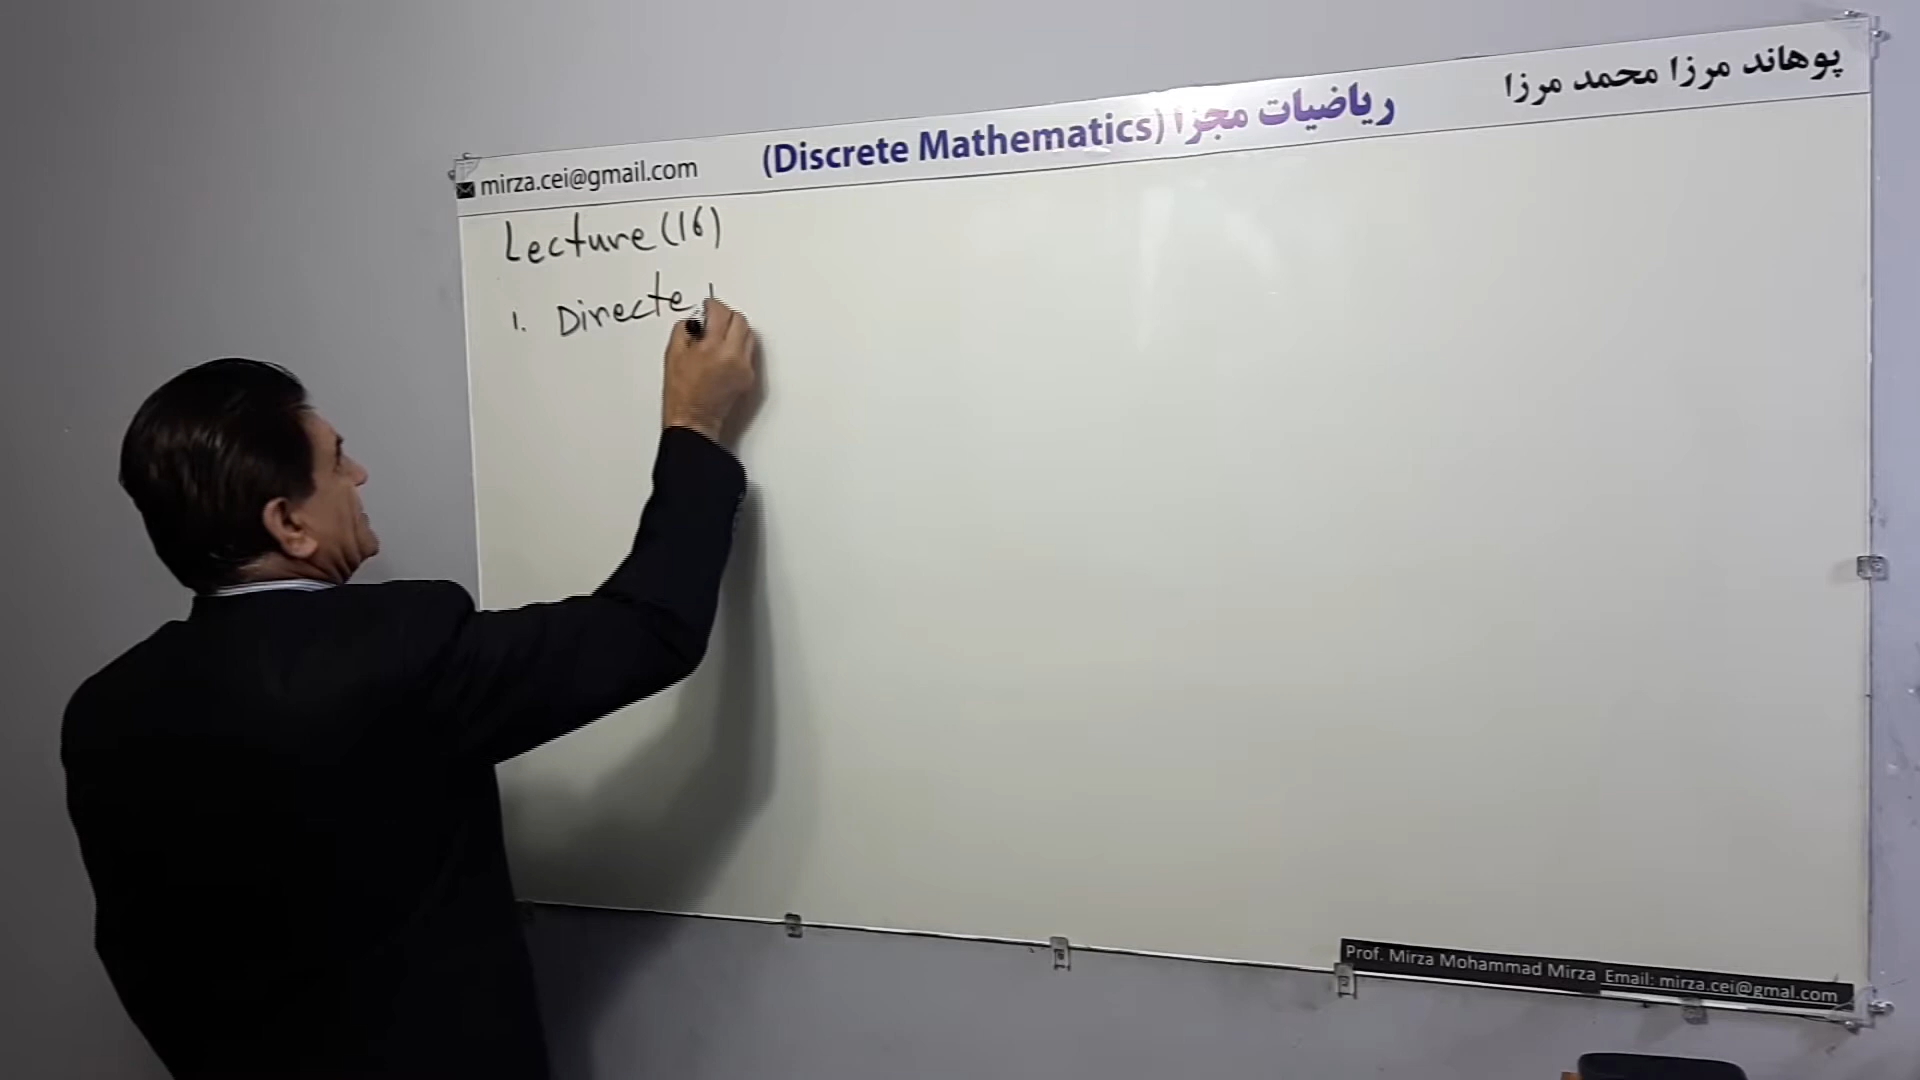 پوهاند مرزا محمد مرزا
ریاضیات مجزا (Discrete Mathematics)
mirza.cei@gmail.com
Lecture (16)
1. Directed
Prof. Mirza Mohammad Mirza Email: mirza.cei@gmal.com